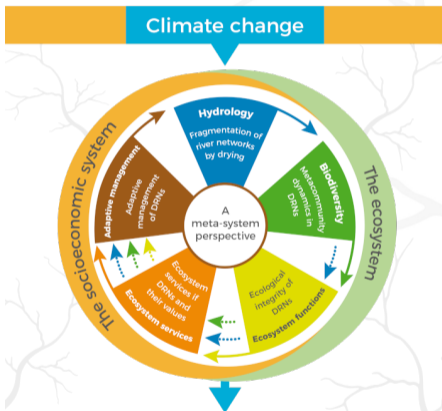 Climate change
The socioeconomic system
The ecosystem
Hydrology
Fragmentation of
river networks
by drying
Biodiversity
Metacommunity
dynamics in
DRNs
Ecological
integrity of
DRNs
Ecosystem functions
Ecosystem
services if
DRNs and
their values
Ecosystem services
Adaptive management
Adaptive
management
of DRNs
A
meta-system
perspective